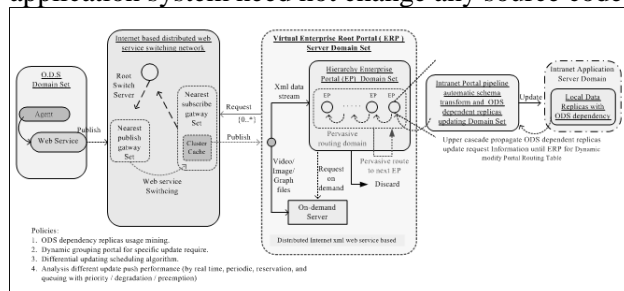 application system need not change any source code
Internet based distributed web
service switching network
Virtual Enterprise Root Portal ( ERP )
Server Domain Set
O.D.S
Domain Set
Agent
Web Service
Publish
Root
Switch
Server
Nearest
publish
gateway
Set
Nearest
subscribe
gatway
Set
Cluster
Cache
Web service
Swithcing
Request
[0..*]
Publish
Xml data
stream
Video/
Image/
Graph
files
Hierarchy Enterprise
Portal (EP) Domain Set
EP
EP
EP
Pervasive
routing domain
Pervasive route
to next EP
Request
on
demand
Discard
On-demand
Server
Distributed Internet xml web service based
Intranet Portal pipeline
automatic schema
transform and ODS
dependent replicas
updating Domain Set
Update
Intranet Application
Server Domain
Local Data
Replicas with
ODS dependency
Upper cascade propagate ODS dependent replicas
update request Information until ERP for Dynamic
modify Portal Routing Table
Policies:
1. ODS dependency replicas usage mining.
2. Dynamic grouping portal for specific update require.
3. Differential updating scheduling algorithm.
4. Analysis different update push performance (by real time, periodic, reservation, and
queuing with priority / degradation / preemption)